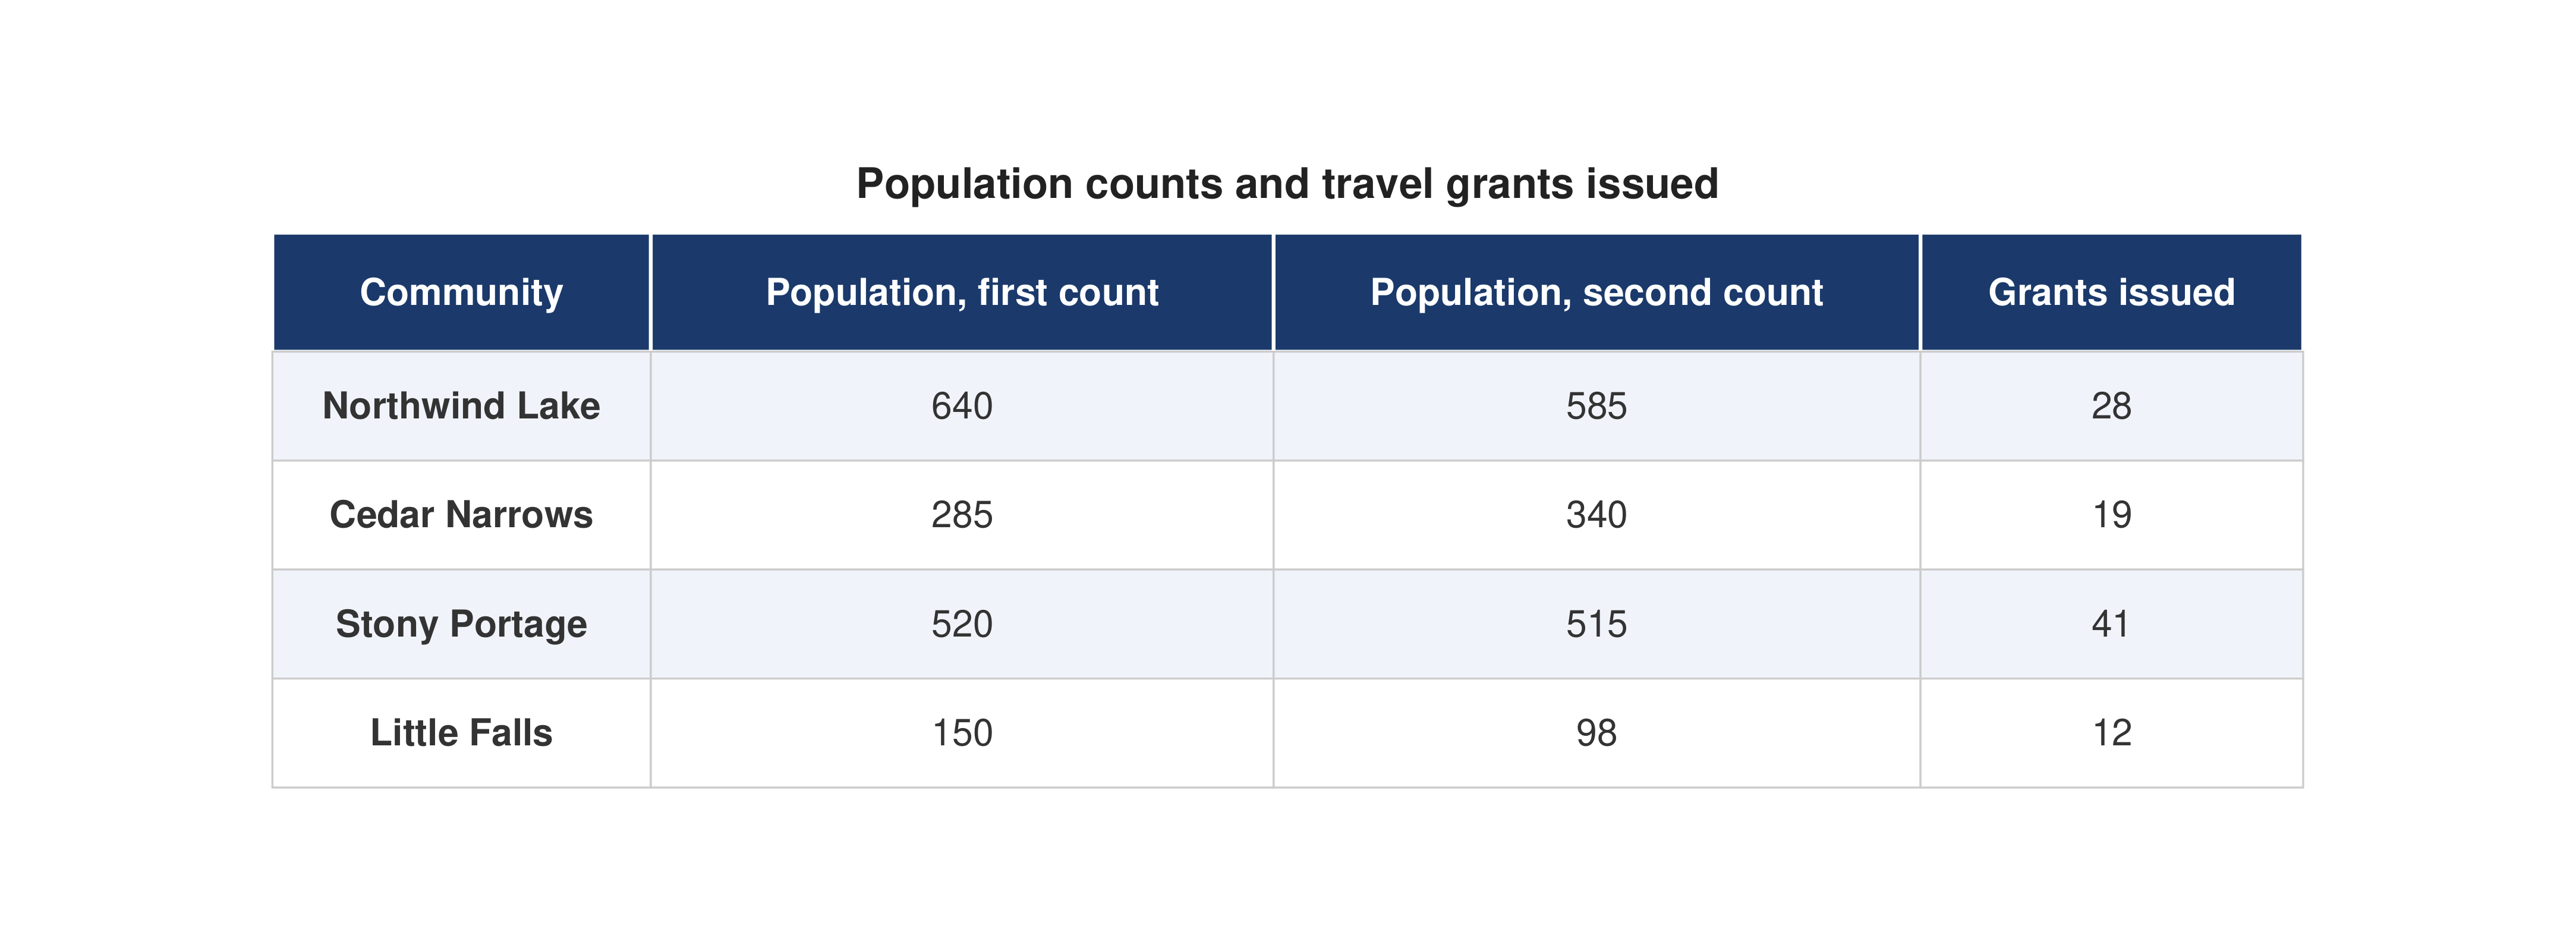 Population counts and travel grants issued
Community Population, first count Population, second count Grants issued
Northwind Lake 640 585 28
Cedar Narrows 285 340 19
Stony Portage 520 515 41
Little Falls 150 98 12